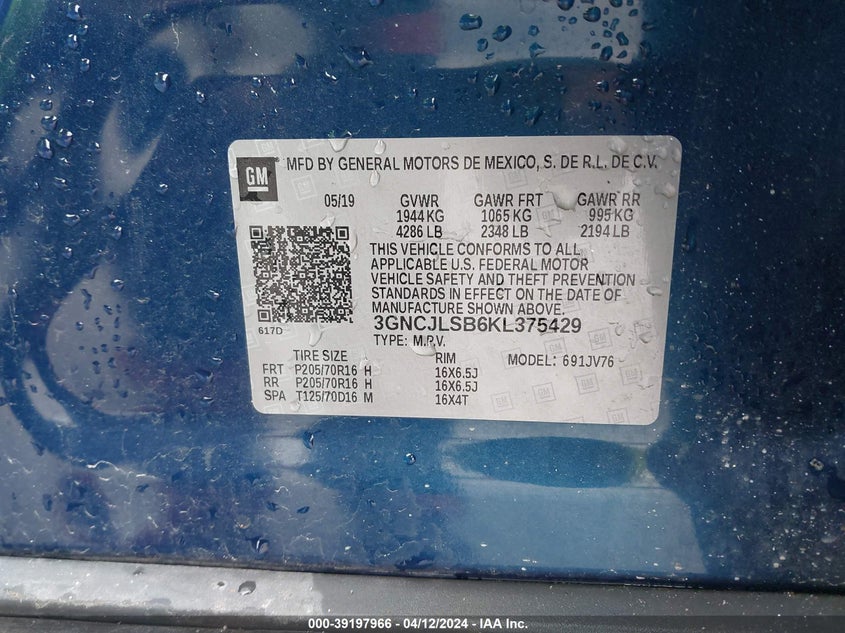 GM
MFD BY GENERAL MOTORS DE MEXICO, S. DE R.L. DE C.V.
05/19 GVWR GAWR FRT GAWR RR
1944 KG 1065 KG 995 KG
4286 LB 2348 LB 2194 LB
THIS VEHICLE CONFORMS TO ALL
APPLICABLE U.S. FEDERAL MOTOR
VEHICLE SAFETY AND THEFT PREVENTION
STANDARDS IN EFFECT ON THE DATE OF
MANUFACTURE SHOWN ABOVE.
617D
3GNCJLSB6KL375429
TYPE: M.P.V.
TIRE SIZE RIM MODEL: 691JV76
FRT P205/70R16 H 16X6.5J
RR P205/70R16 H 16X6.5J
SPA T125/70D16 M 16X4T
000-39197966 - 04/12/2024 - IAA Inc.